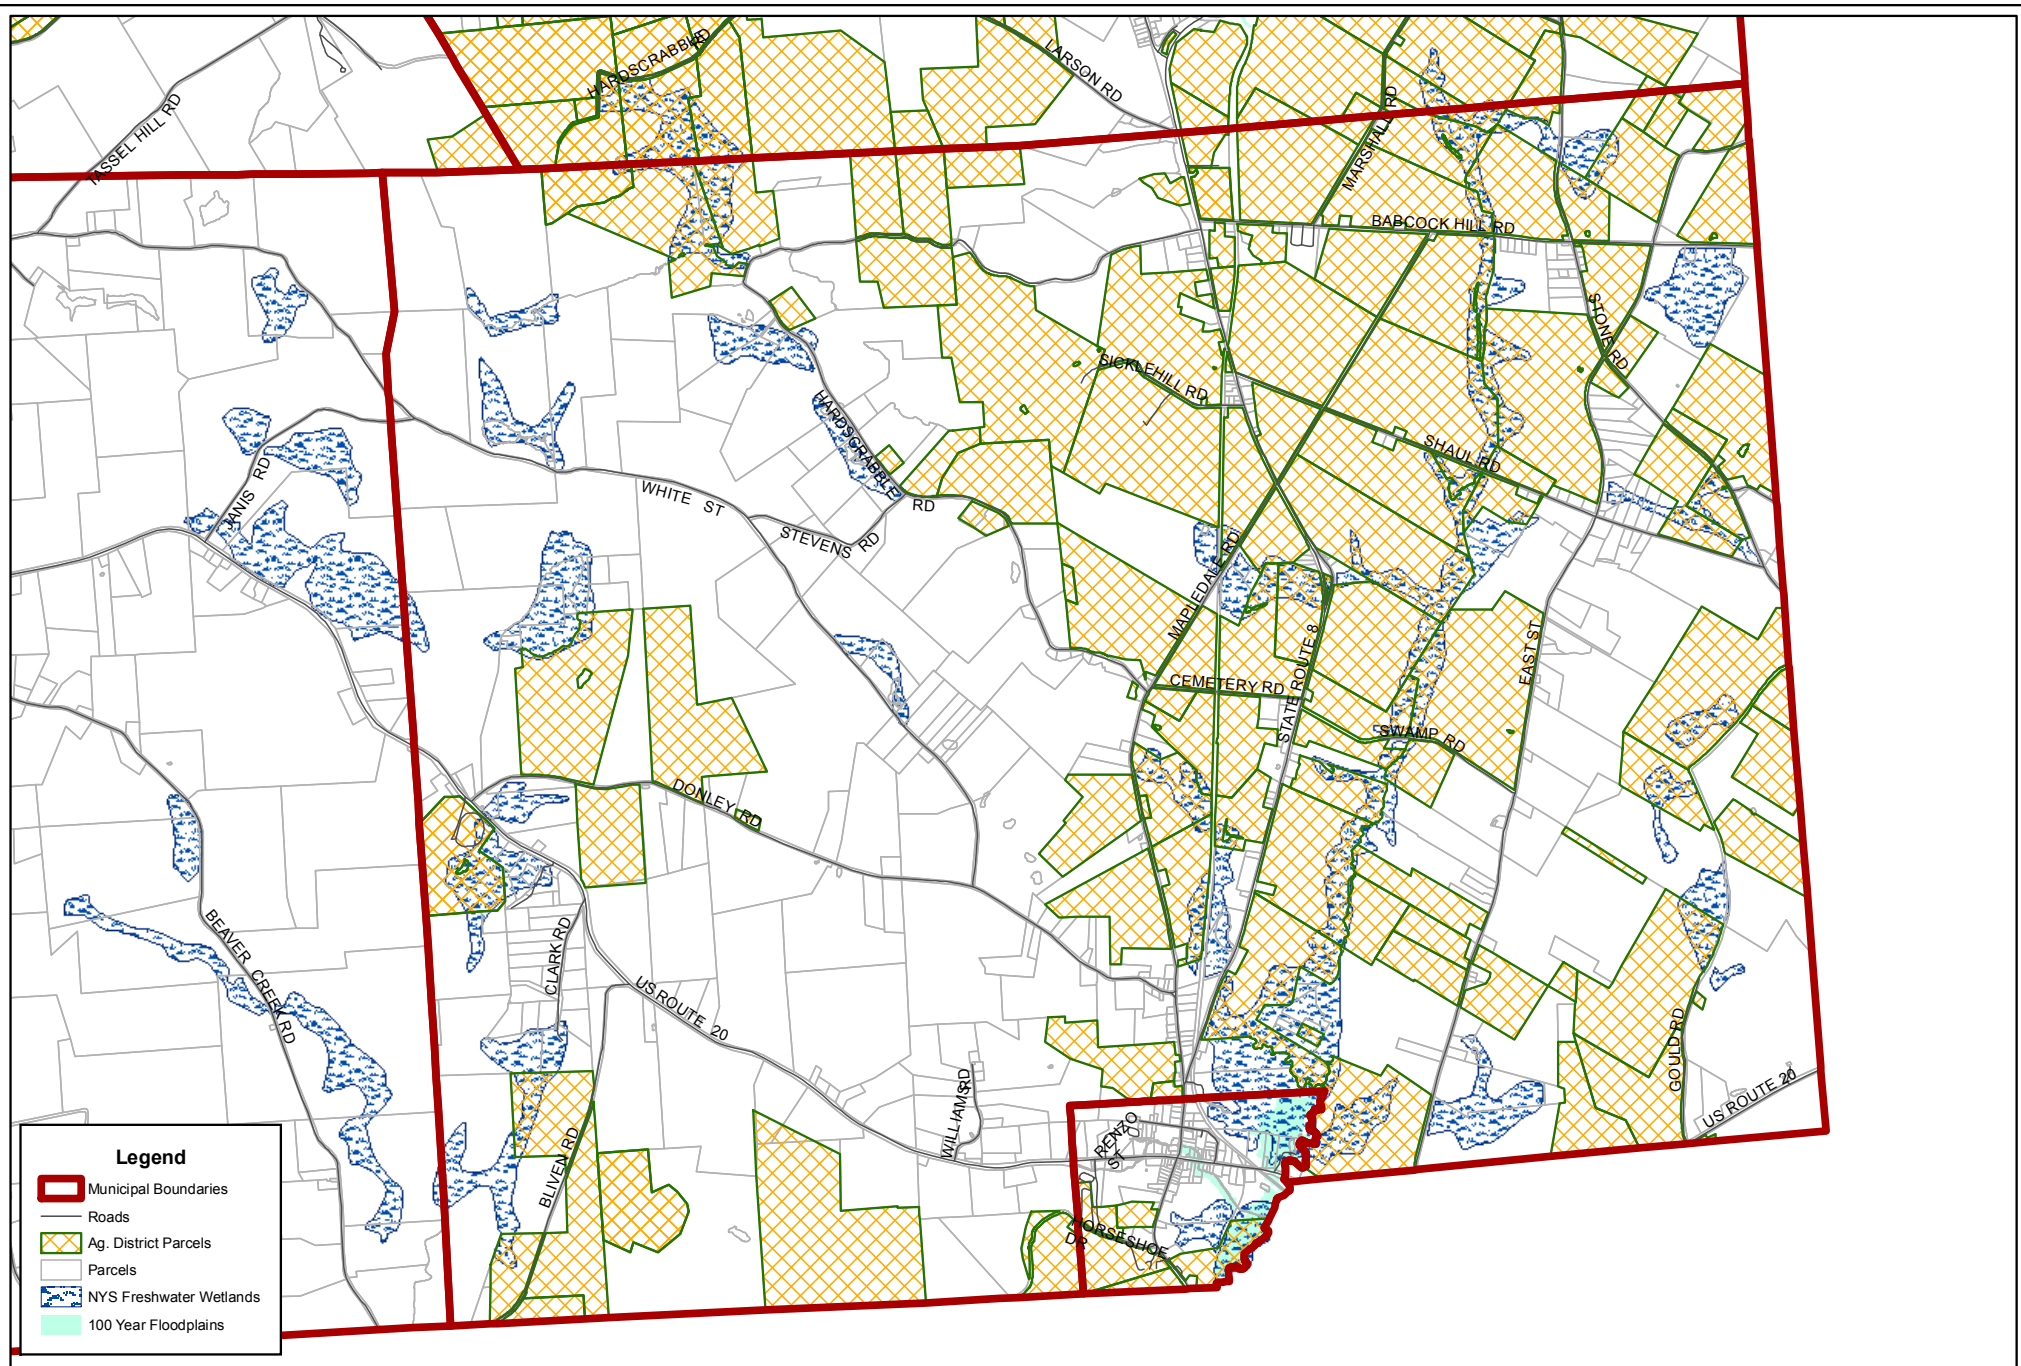 HARDSCRABBLE
RD
LARSON RD
TASSEL HILL RD
MARSHALL RD
BABCOCK HILL RD
STONE RD
SICKLEHILL RD
HARDSCRABBLE
RD
SHAUL RD
JANIS RD
WHITE ST
STEVENS RD
MAPLEDALE RD
CEMETERY RD
STATE ROUTE 8
EAST ST
SWAMP RD
DONLEY RD
BEAVER CREEK RD
CLARK RD
US ROUTE 20
GOULD RD
US ROUTE 20
WILLIAMS RD
RENZO
ST
BLIVEN RD
HORSESHOE
DR
Legend
Municipal Boundaries
Roads
Ag. District Parcels
Parcels
NYS Freshwater Wetlands
100 Year Floodplains